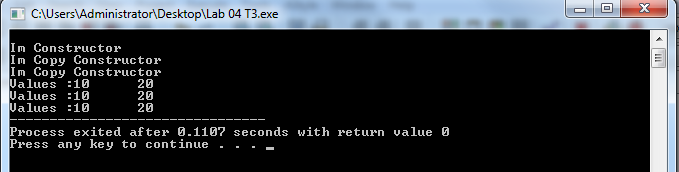 C:\Users\Administrator\Desktop\Lab 04 T3.exe
Im Constructor
Im Copy Constructor
Im Copy Constructor
Values :10 20
Values :10 20
Values :10 20
--------------------------------
Process exited after 0.1107 seconds with return value 0
Press any key to continue . . .